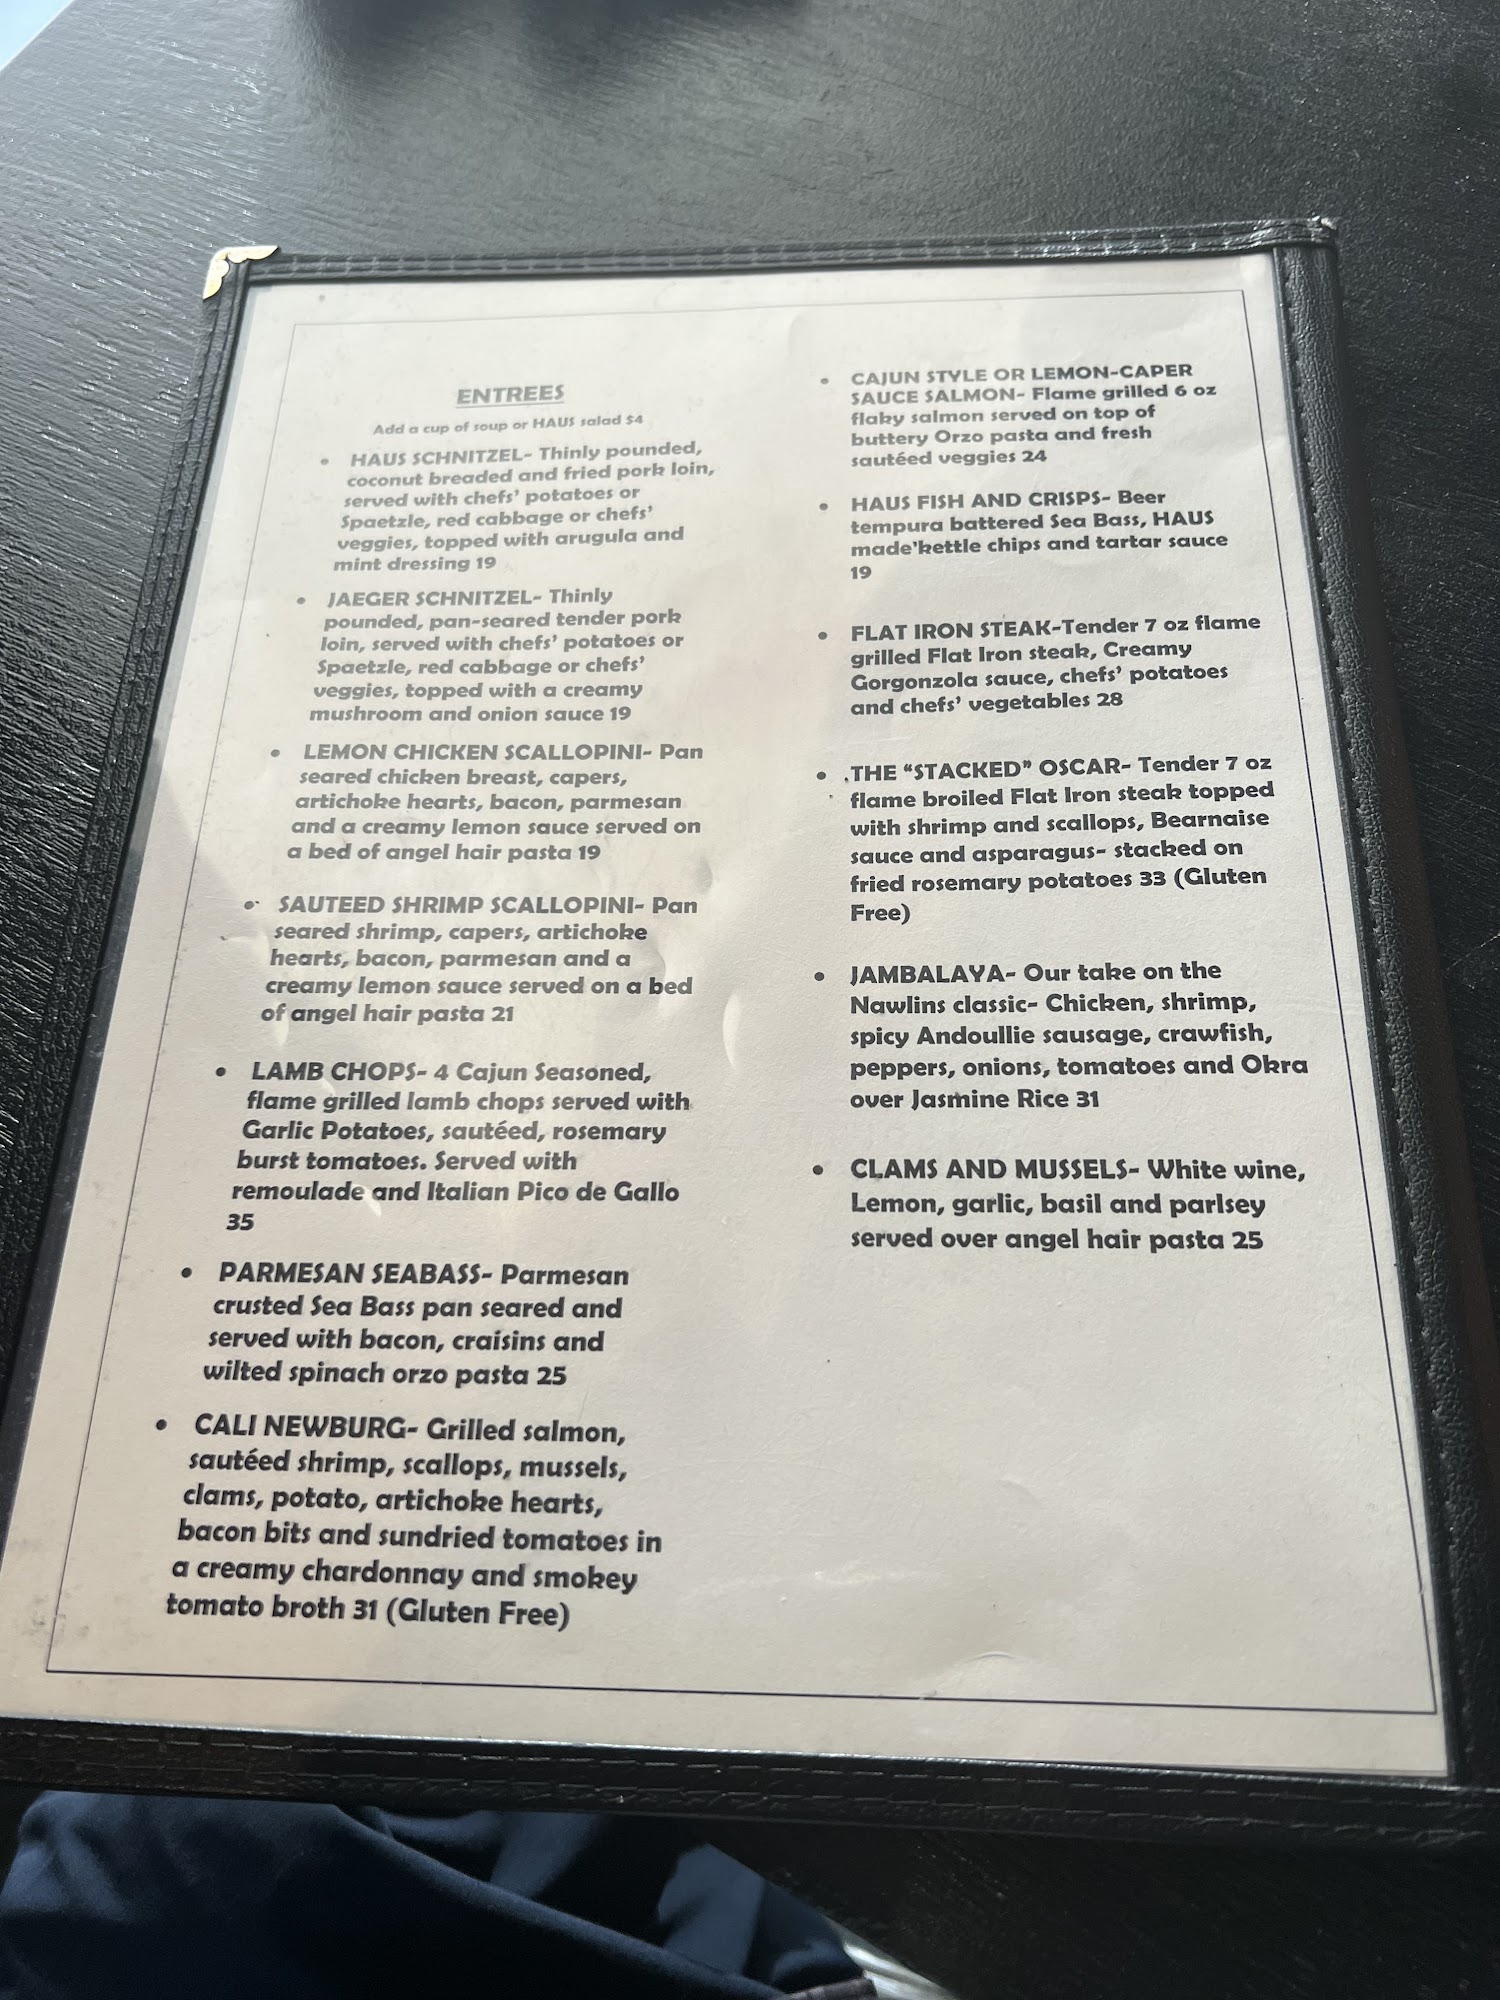 ENTREES
Add a cup of soup or HAUS salad $4
• HAUS SCHNITZEL- Thinly pounded,
coconut breaded and fried pork loin,
served with chefs' potatoes or
Spaetzle, red cabbage or chefs'
veggies, topped with arugula and
mint dressing 19
• JAEGER SCHNITZEL- Thinly
pounded, pan-seared tender pork
loin, served with chefs' potatoes or
Spaetzle, red cabbage or chefs'
veggies, topped with a creamy
mushroom and onion sauce 19
• LEMON CHICKEN SCALLOPINI- Pan
seared chicken breast, capers,
artichoke hearts, bacon, parmesan
and a creamy lemon sauce served on
a bed of angel hair pasta 19
• SAUTEED SHRIMP SCALLOPINI- Pan
seared shrimp, capers, artichoke
hearts, bacon, parmesan and a
creamy lemon sauce served on a bed
of angel hair pasta 21
• LAMB CHOPS- 4 Cajun Seasoned,
flame grilled lamb chops served with
Garlic Potatoes, sautéed, rosemary
burst tomatoes. Served with
remoulade and Italian Pico de Gallo
35
• PARMESAN SEABASS- Parmesan
crusted Sea Bass pan seared and
served with bacon, craisins and
wilted spinach orzo pasta 25
• CALI NEWBURG- Grilled salmon,
sautéed shrimp, scallops, mussels,
clams, potato, artichoke hearts,
bacon bits and sundried tomatoes in
a creamy chardonnay and smokey
tomato broth 31 (Gluten Free)
• CAJUN STYLE OR LEMON-CAPER
SAUCE SALMON- Flame grilled 6 oz
flaky salmon served on top of
buttery Orzo pasta and fresh
sautéed veggies 24
• HAUS FISH AND CRISPS- Beer
tempura battered Sea Bass, HAUS
made'kettle chips and tartar sauce
19
• FLAT IRON STEAK-Tender 7 oz flame
grilled Flat Iron steak, Creamy
Gorgonzola sauce, chefs' potatoes
and chefs' vegetables 28
• .THE “STACKED” OSCAR- Tender 7 oz
flame broiled Flat Iron steak topped
with shrimp and scallops, Bearnaise
sauce and asparagus- stacked on
fried rosemary potatoes 33 (Gluten
Free)
• JAMBALAYA- Our take on the
Nawlins classic- Chicken, shrimp,
spicy Andoullie sausage, crawfish,
peppers, onions, tomatoes and Okra
over Jasmine Rice 31
• CLAMS AND MUSSELS- White wine,
Lemon, garlic, basil and parlsey
served over angel hair pasta 25